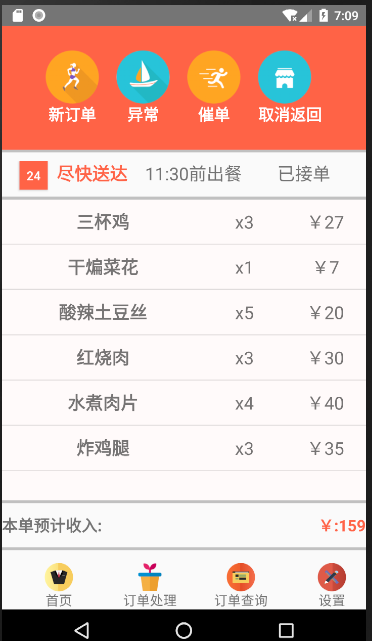 7:09
新订单 异常 催单 取消返回
24 尽快送达 11:30前出餐 已接单
三杯鸡 x3 ￥27
干煸菜花 x1 ￥7
酸辣土豆丝 x5 ￥20
红烧肉 x3 ￥30
水煮肉片 x4 ￥40
炸鸡腿 x3 ￥35
本单预计收入: ￥:159
首页 订单处理 订单查询 设置